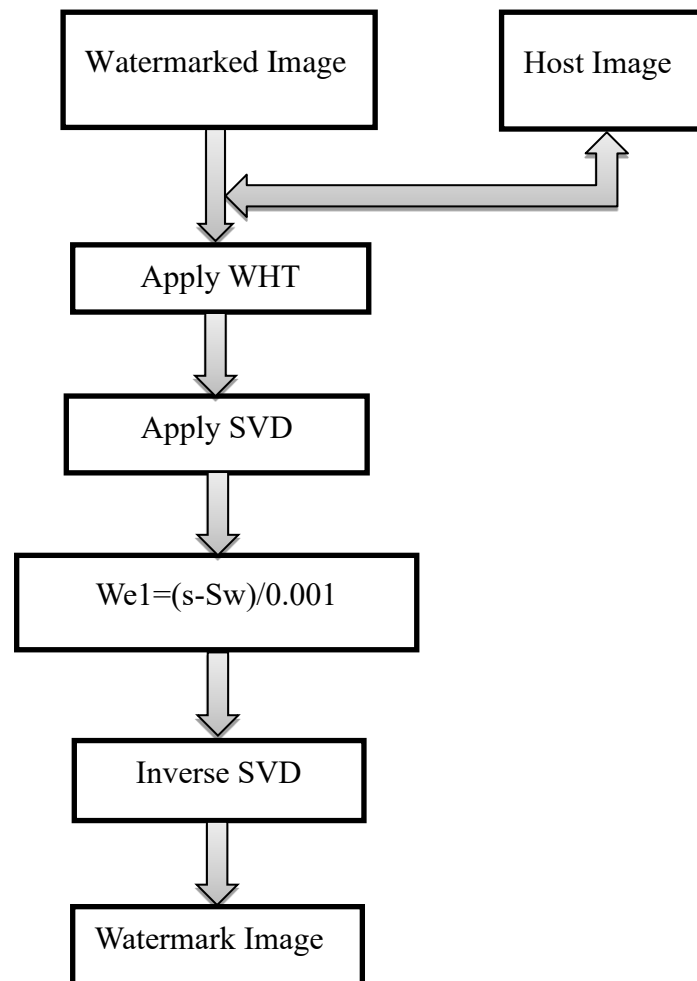 Watermarked Image
Host Image
Apply WHT
Apply SVD
We1=(s-Sw)/0.001
Inverse SVD
Watermark Image